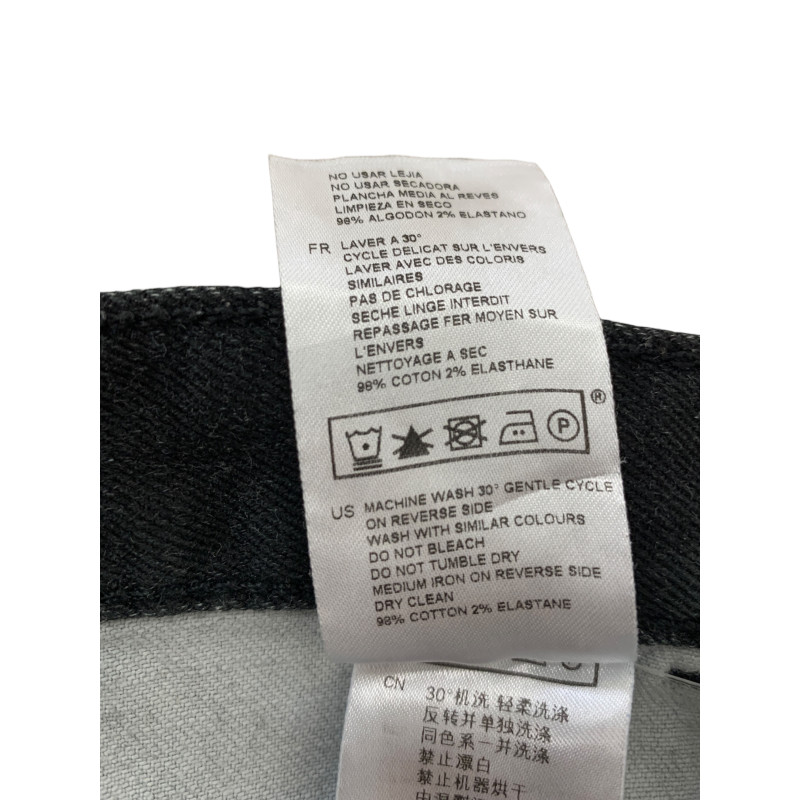 NO USAR LEJIA
NO USAR SECADORA
PLANCHA MEDIA AL REVES
LIMPIEZA EN SECO
98% ALGODON 2% ELASTANO
FR LAVER A 30°
CYCLE DELICAT SUR L'ENVERS
LAVER AVEC DES COLORIS
SIMILAIRES
PAS DE CHLORAGE
SECHE LINGE INTERDIT
REPASSAGE FER MOYEN SUR
L'ENVERS
NETTOYAGE A SEC
98% COTON 2% ELASTHANE
®
P
US MACHINE WASH 30° GENTLE CYCLE
ON REVERSE SIDE
WASH WITH SIMILAR COLOURS
DO NOT BLEACH
DO NOT TUMBLE DRY
MEDIUM IRON ON REVERSE SIDE
DRY CLEAN
98% COTTON 2% ELASTANE
CN 30°机洗 轻柔洗涤
反转并单独洗涤
同色系一并洗涤
禁止漂白
禁止机器烘干